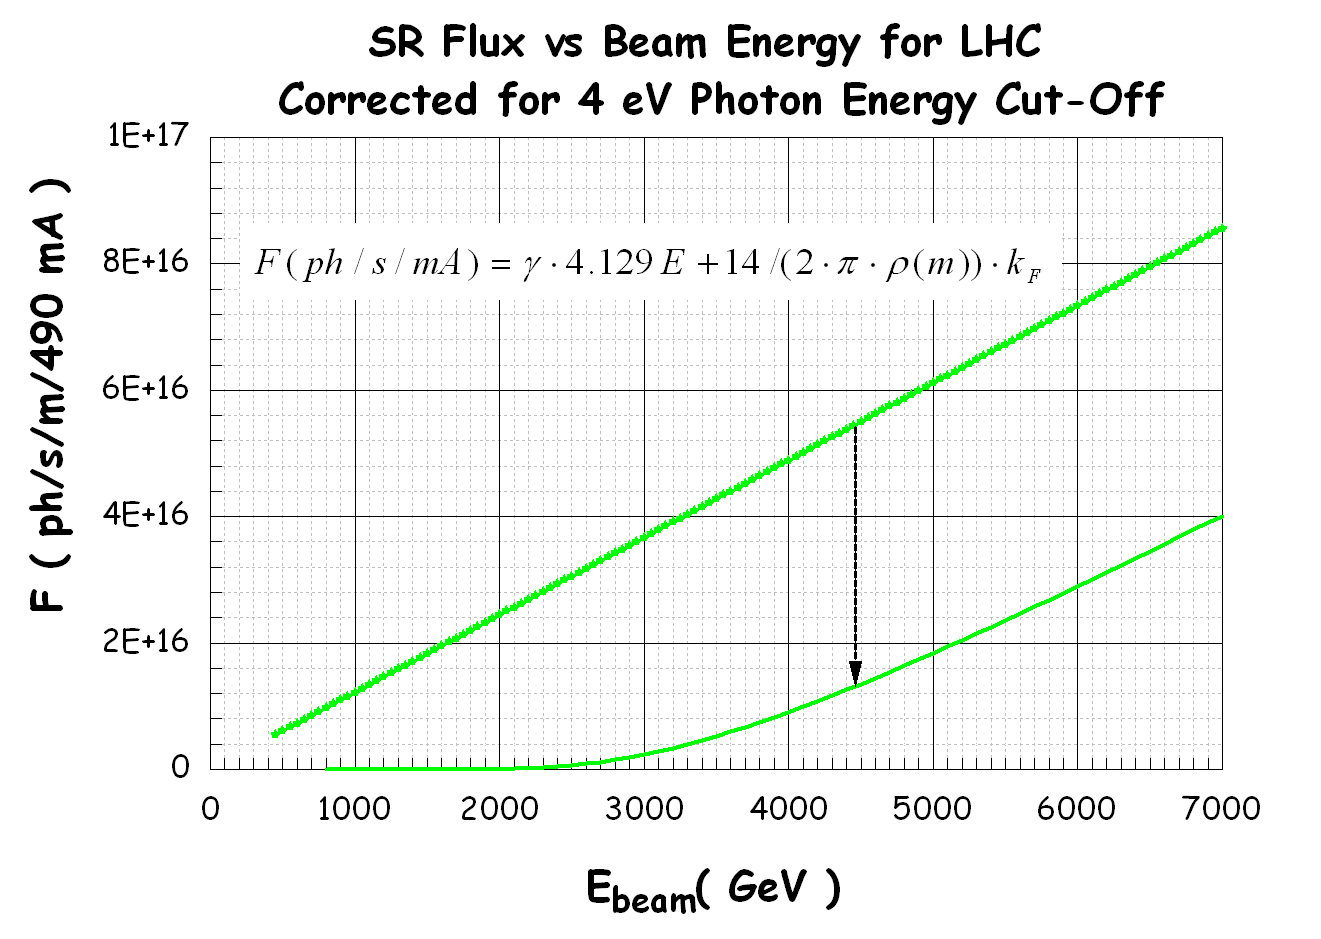 SR Flux vs Beam Energy for LHC
Corrected for 4 eV Photon Energy Cut-Off
F ( ph/s/m/490 mA )
1E+17
8E+16
6E+16
4E+16
2E+16
0
F(ph / s / mA) = γ · 4.129 E + 14 /(2 · π · ρ(m)) · k_F
0 1000 2000 3000 4000 5000 6000 7000
E_beam( GeV )